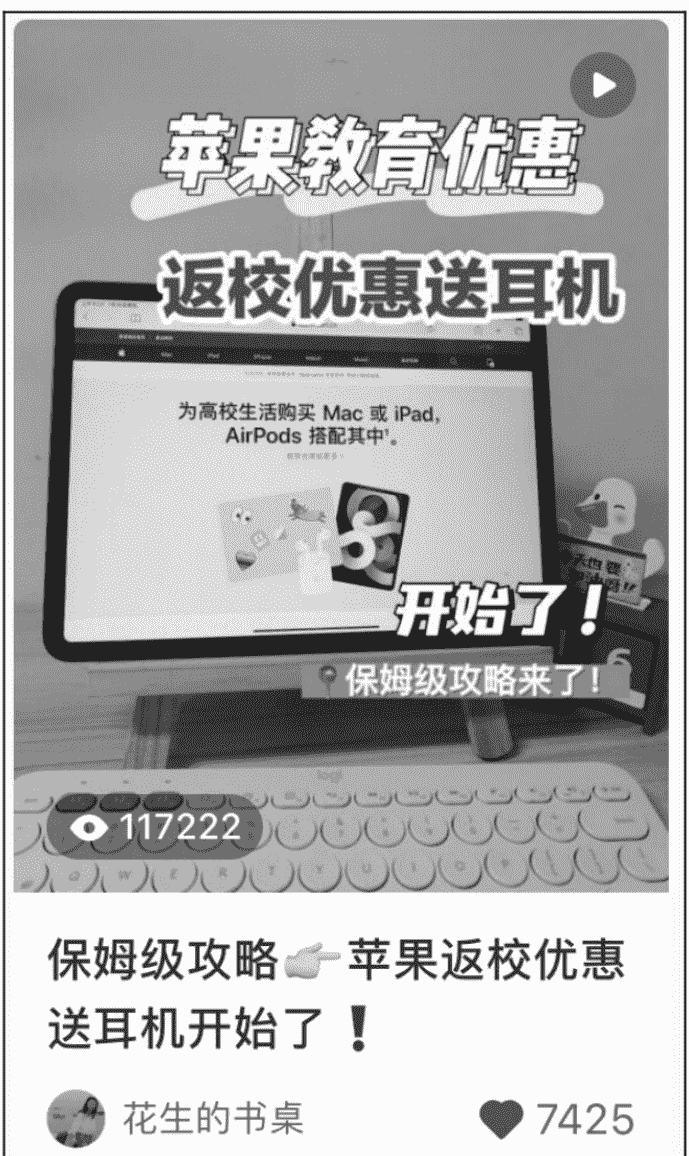 苹果教育优惠
返校优惠送耳机
为高校生活购买 Mac 或 iPad，
AirPods 搭配其中¹。
开始了！
保姆级攻略来了！
logi
117222
Q W E R T Y U I O P
保姆级攻略👉苹果返校优惠
送耳机开始了❗
花生的书桌
7425